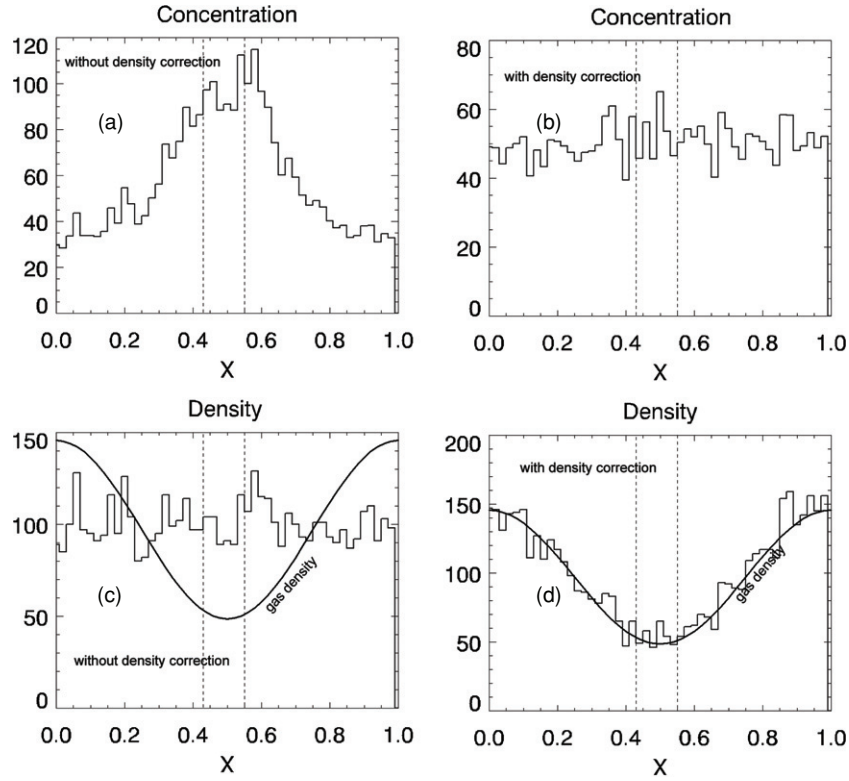 Concentration
120
100
80
60
40
20
0
without density correction
(a)
0.0 0.2 0.4 0.6 0.8 1.0
X
Concentration
80
60
40
20
0
with density correction
(b)
0.0 0.2 0.4 0.6 0.8 1.0
X
Density
150
100
50
0
(c)
gas density
without density correction
0.0 0.2 0.4 0.6 0.8 1.0
X
Density
200
150
100
50
0
with density correction
(d)
gas density
0.0 0.2 0.4 0.6 0.8 1.0
X